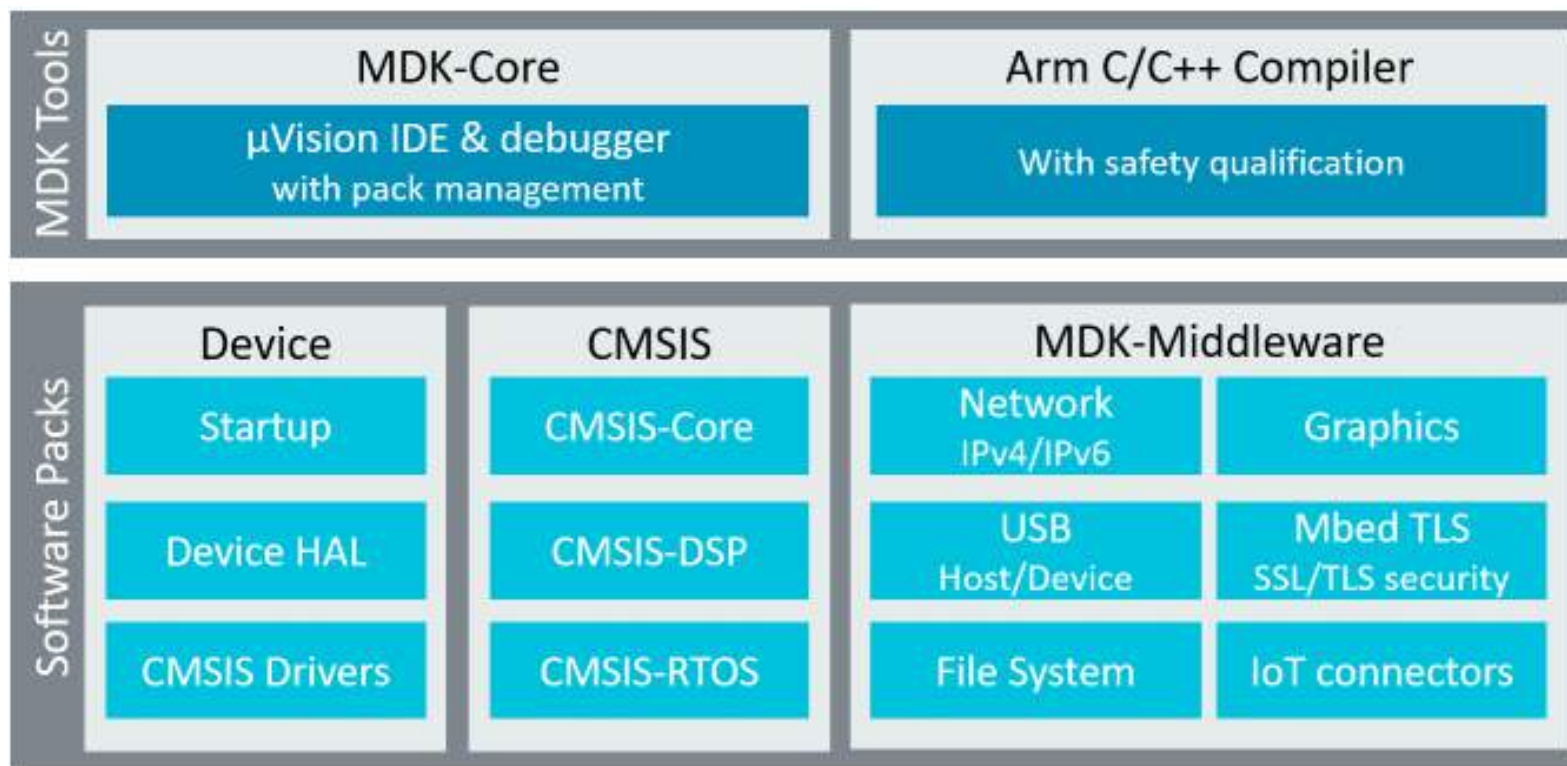 MDK Tools
MDK-Core
µVision IDE & debugger
with pack management
Arm C/C++ Compiler
With safety qualification
Software Packs
Device
Startup
Device HAL
CMSIS Drivers
CMSIS
CMSIS-Core
CMSIS-DSP
CMSIS-RTOS
MDK-Middleware
Network
IPv4/IPv6
Graphics
USB
Host/Device
Mbed TLS
SSL/TLS security
File System
IoT connectors